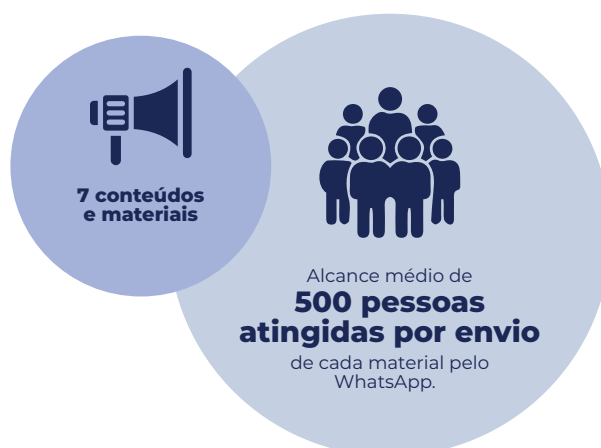 7 conteúdos
e materiais
Alcance médio de
500 pessoas
atingidas por envio
de cada material pelo
WhatsApp.